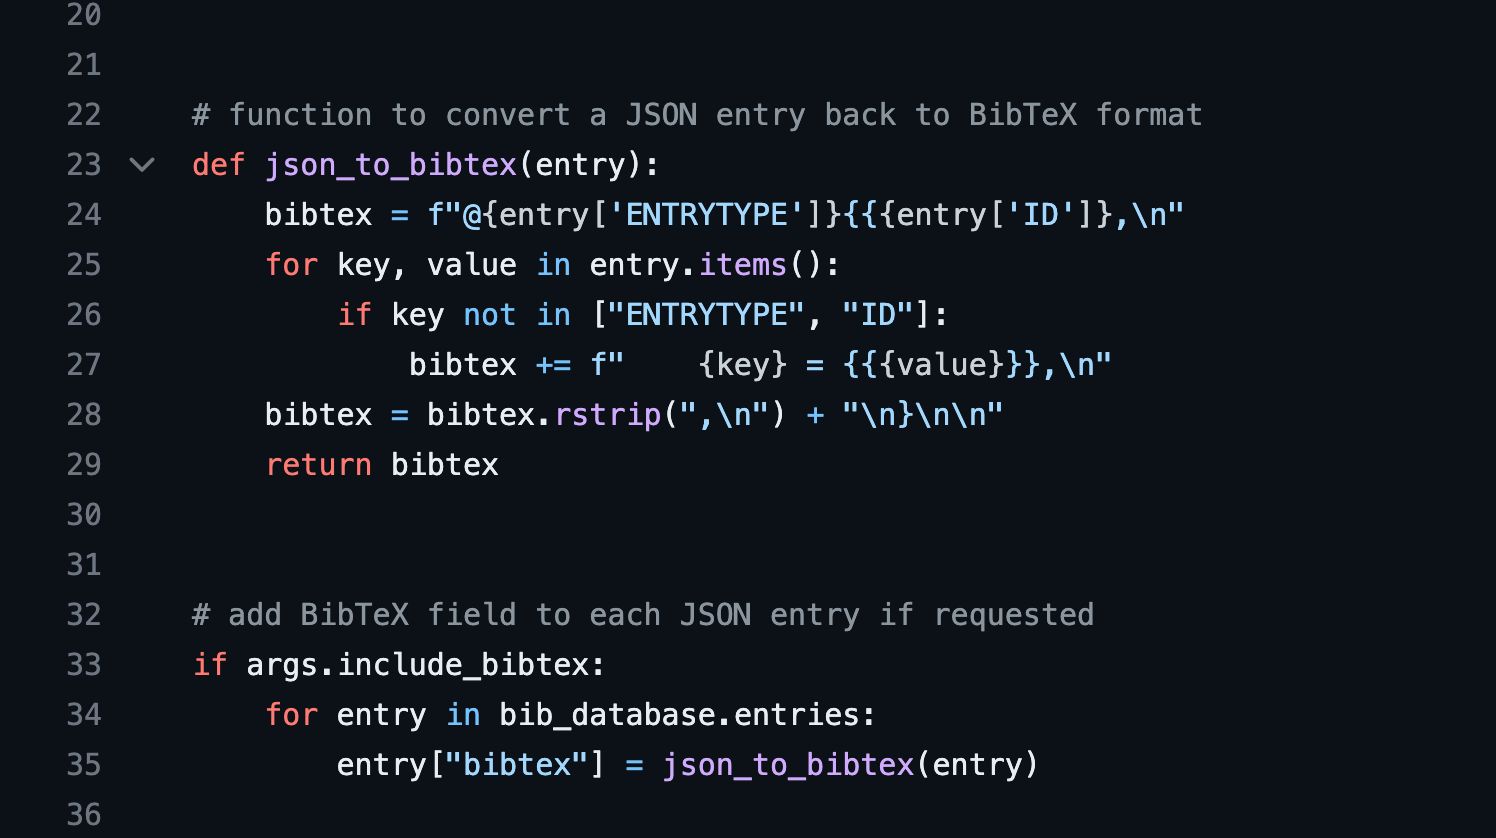 20
21
22 # function to convert a JSON entry back to BibTeX format
23 def json_to_bibtex(entry):
24     bibtex = f"@{entry['ENTRYTYPE']}{{{entry['ID']},\n"
25     for key, value in entry.items():
26         if key not in ["ENTRYTYPE", "ID"]:
27             bibtex += f"    {key} = {{{value}}},\n"
28     bibtex = bibtex.rstrip(",\n") + "\n}\n\n"
29     return bibtex
30
31
32 # add BibTeX field to each JSON entry if requested
33 if args.include_bibtex:
34     for entry in bib_database.entries:
35         entry["bibtex"] = json_to_bibtex(entry)
36